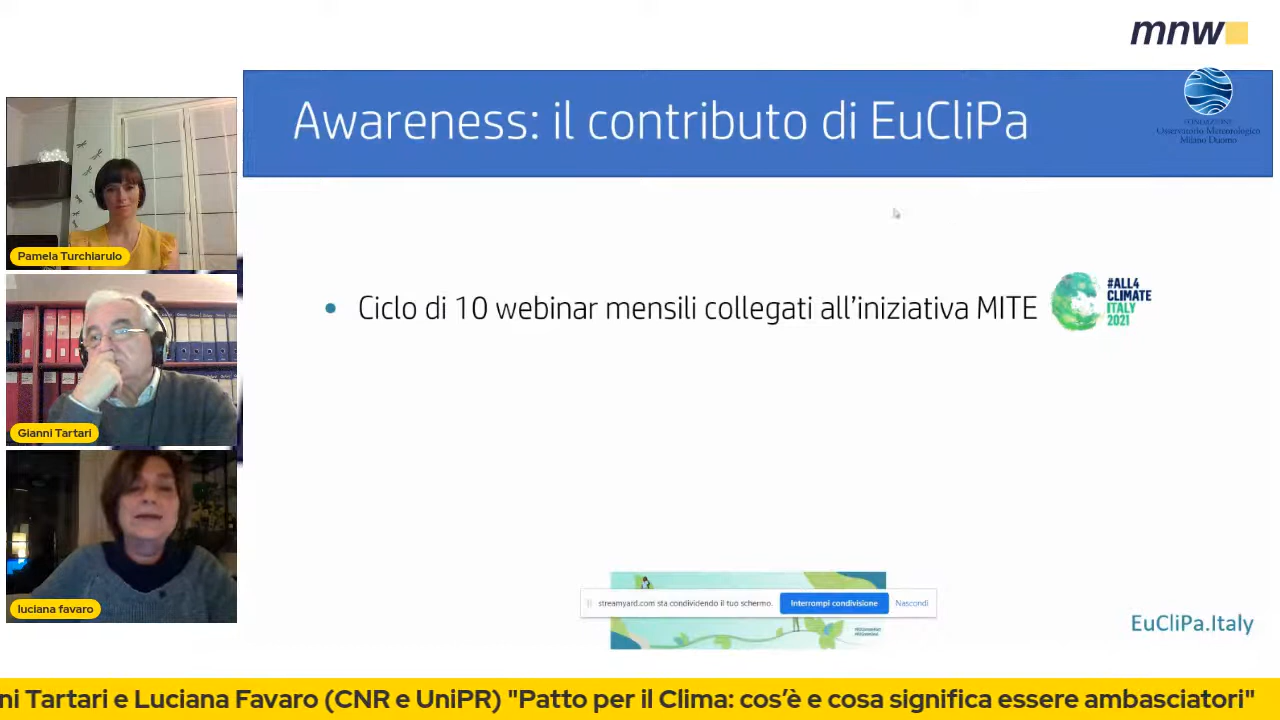 mnw
Awareness: il contributo di EuCliPa
FONDAZIONE
Osservatorio Meteorologico
Milano Duomo
Pamela Turchiarulo
Gianni Tartari
luciana favaro
• Ciclo di 10 webinar mensili collegati all’iniziativa MITE
#ALL4
CLIMATE
ITALY
2021
streamyard.com sta condividendo il tuo schermo.
Interrompi condivisione
Nascondi
EuCliPa.Italy
ni Tartari e Luciana Favaro (CNR e UniPR) "Patto per il Clima: cos’è e cosa significa essere ambasciatori"